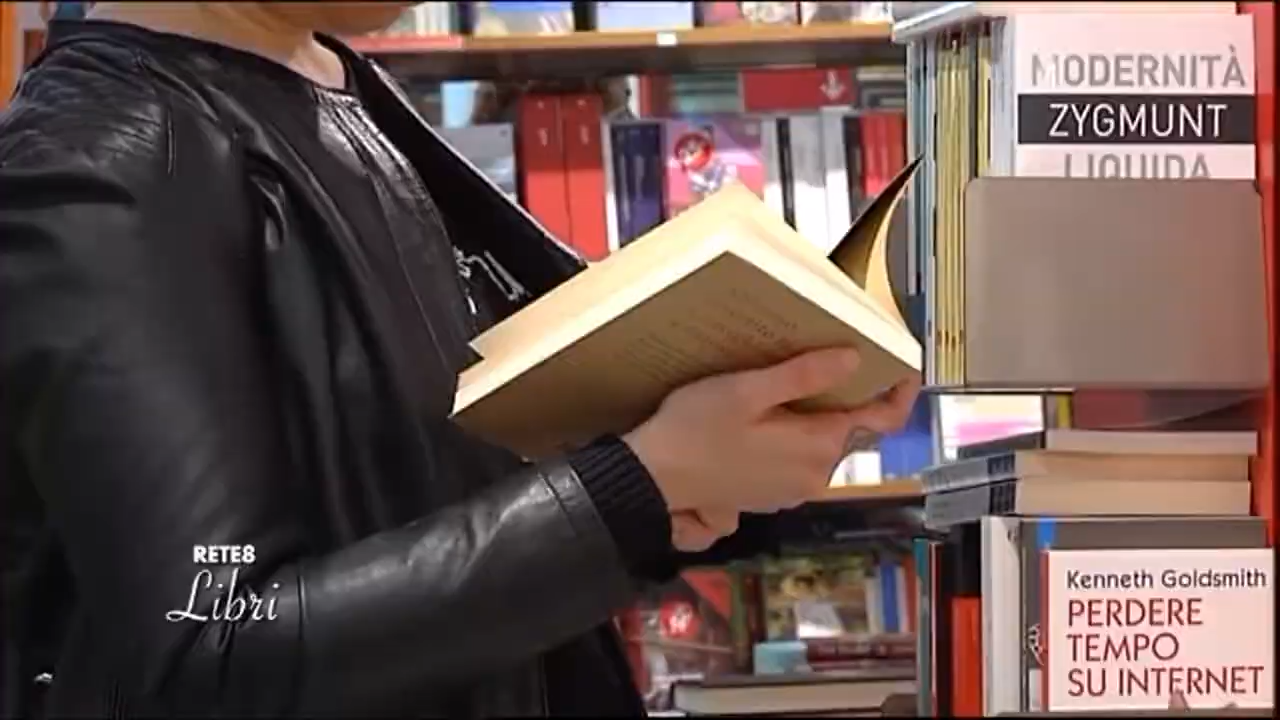 MODERNITÀ
ZYGMUNT
LIQUIDA
Kenneth Goldsmith
PERDERE
TEMPO
SU INTERNET
RETE8
Libri